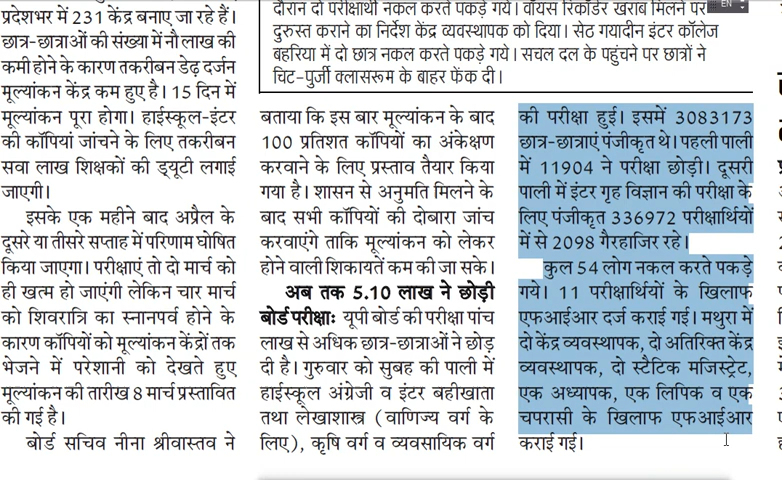 प्रदेशभर में 231 केंद्र बनाए जा रहे हैं।
छात्र-छात्राओं की संख्या में नौ लाख की
कमी होने के कारण तकरीबन डेढ़ दर्जन
मूल्यांकन केंद्र कम हुए है। 15 दिन में
मूल्यांकन पूरा होगा। हाईस्कूल-इंटर
की कॉपियां जांचने के लिए तकरीबन
सवा लाख शिक्षकों की ड्यूटी लगाई
जाएगी।
इसके एक महीने बाद अप्रैल के
दूसरे या तीसरे सप्ताह में परिणाम घोषित
किया जाएगा। परीक्षाएं तो दो मार्च को
ही खत्म हो जाएंगी लेकिन चार मार्च
को शिवरात्रि का स्नानपर्व होने के
कारण कॉपियों को मूल्यांकन केंद्रों तक
भेजने में परेशानी को देखते हुए
मूल्यांकन की तारीख 8 मार्च प्रस्तावित
की गई है।
बोर्ड सचिव नीना श्रीवास्तव ने
दौरान दो परीक्षार्थी नकल करते पकड़े गये। वॉयस रिकॉर्डर खराब मिलने पर
EN
दुरुस्त कराने का निर्देश केंद्र व्यवस्थापक को दिया। सेठ गयादीन इंटर कॉलेज
बहरिया में दो छात्र नकल करते पकड़े गये। सचल दल के पहुंचने पर छात्रों ने
चिट-पुर्जी क्लासरूम के बाहर फेंक दी।
बताया कि इस बार मूल्यांकन के बाद
100 प्रतिशत कॉपियों का अंकेक्षण
करवाने के लिए प्रस्ताव तैयार किया
गया है। शासन से अनुमति मिलने के
बाद सभी कॉपियों की दोबारा जांच
करवाएंगे ताकि मूल्यांकन को लेकर
होने वाली शिकायतें कम की जा सके।
अब तक 5.10 लाख ने छोड़ी
बोर्ड परीक्षाः यूपी बोर्ड की परीक्षा पांच
लाख से अधिक छात्र-छात्राओं ने छोड़
दी है। गुरुवार को सुबह की पाली में
हाईस्कूल अंग्रेजी व इंटर बहीखाता
तथा लेखाशास्त्र (वाणिज्य वर्ग के
लिए), कृषि वर्ग व व्यवसायिक वर्ग
की परीक्षा हुई। इसमें 3083173
छात्र-छात्राएं पंजीकृत थे। पहली पाली
में 11904 ने परीक्षा छोड़ी। दूसरी
पाली में इंटर गृह विज्ञान की परीक्षा के
लिए पंजीकृत 336972 परीक्षार्थियों
में से 2098 गैरहाजिर रहे।
कुल 54 लोग नकल करते पकड़े
गये। 11 परीक्षार्थियों के खिलाफ
एफआईआर दर्ज कराई गई। मथुरा में
दो केंद्र व्यवस्थापक, दो अतिरिक्त केंद्र
व्यवस्थापक, दो स्टैटिक मजिस्ट्रेट,
एक अध्यापक, एक लिपिक व एक
चपरासी के खिलाफ एफआईआर
कराई गई।